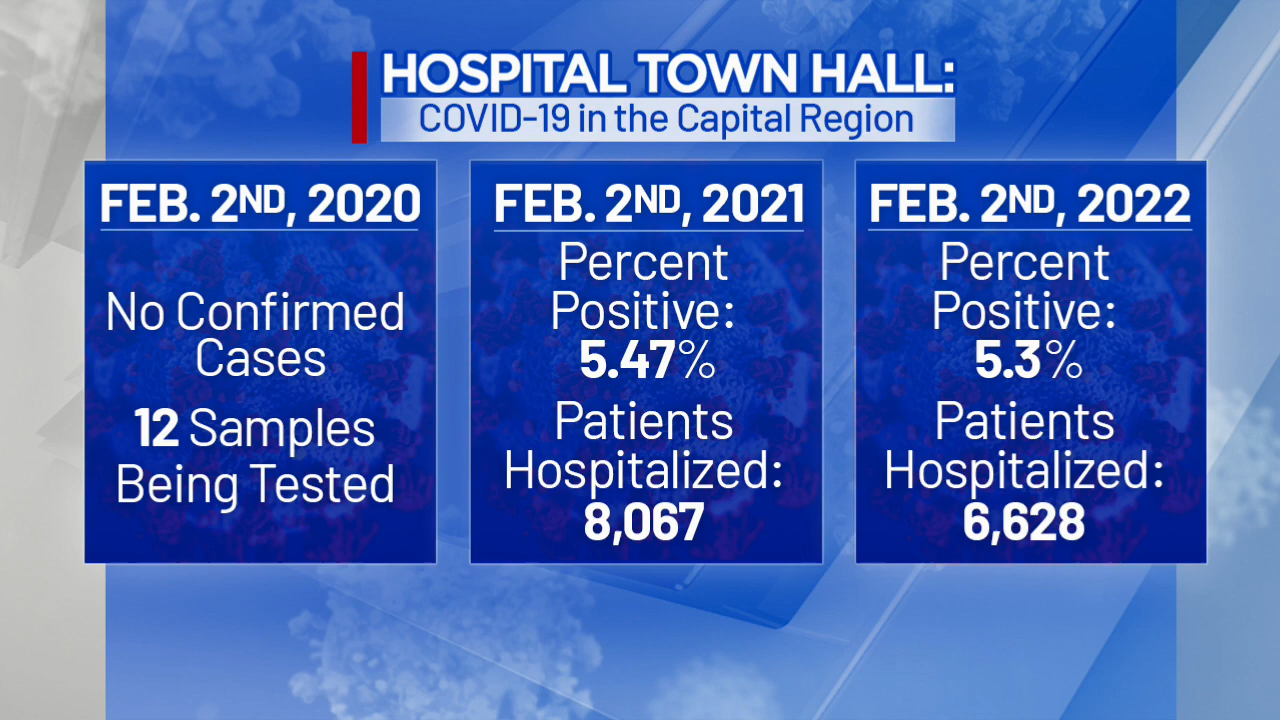 HOSPITAL TOWN HALL:
COVID-19 in the Capital Region
FEB. 2ND, 2020
No Confirmed
Cases
12 Samples
Being Tested
FEB. 2ND, 2021
Percent
Positive:
5.47%
Patients
Hospitalized:
8,067
FEB. 2ND, 2022
Percent
Positive:
5.3%
Patients
Hospitalized:
6,628